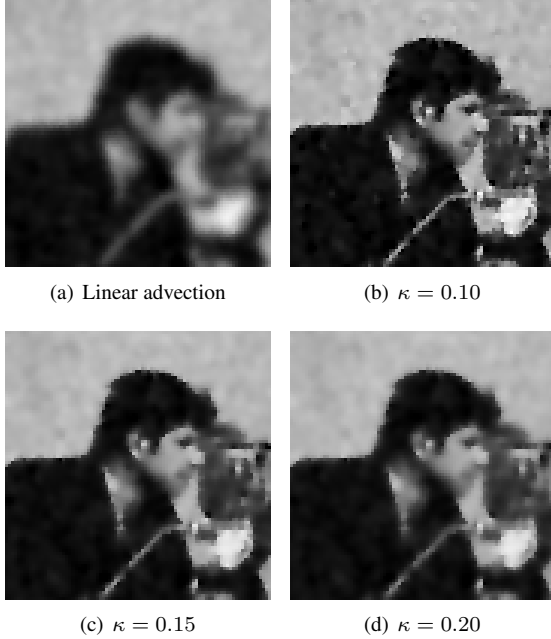 (a) Linear advection
(b) κ = 0.10
(c) κ = 0.15
(d) κ = 0.20